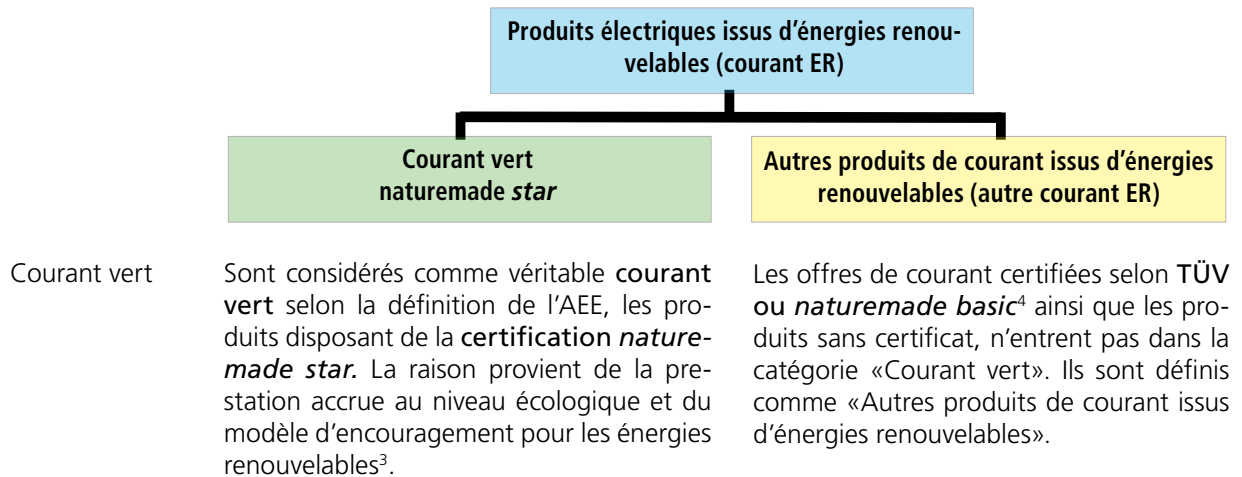 Produits électriques issus d’énergies renou-
velables (courant ER)
Courant vert
naturemade star
Autres produits de courant issus d’énergies
renouvelables (autre courant ER)
Courant vert
Sont considérés comme véritable courant
vert selon la définition de l’AEE, les pro-
duits disposant de la certification nature-
made star. La raison provient de la pre-
station accrue au niveau écologique et du
modèle d’encouragement pour les énergies
renouvelables³.
Les offres de courant certifiées selon TÜV
ou naturemade basic⁴ ainsi que les pro-
duits sans certificat, n’entrent pas dans la
catégorie «Courant vert». Ils sont définis
comme «Autres produits de courant issus
d’énergies renouvelables».